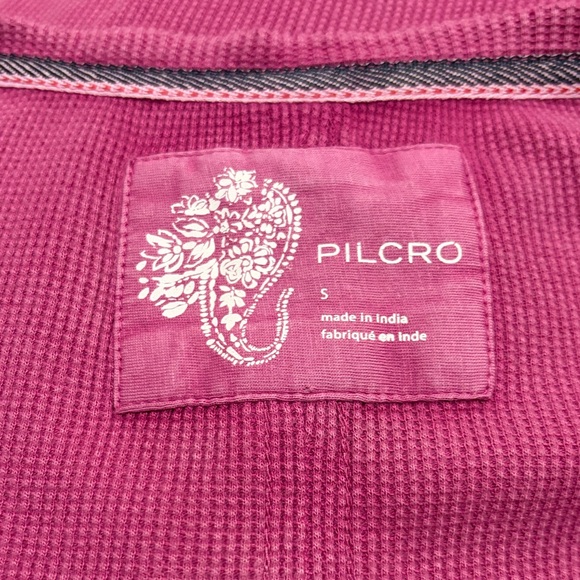 PILCRO
S
made in India
fabriqué en Inde